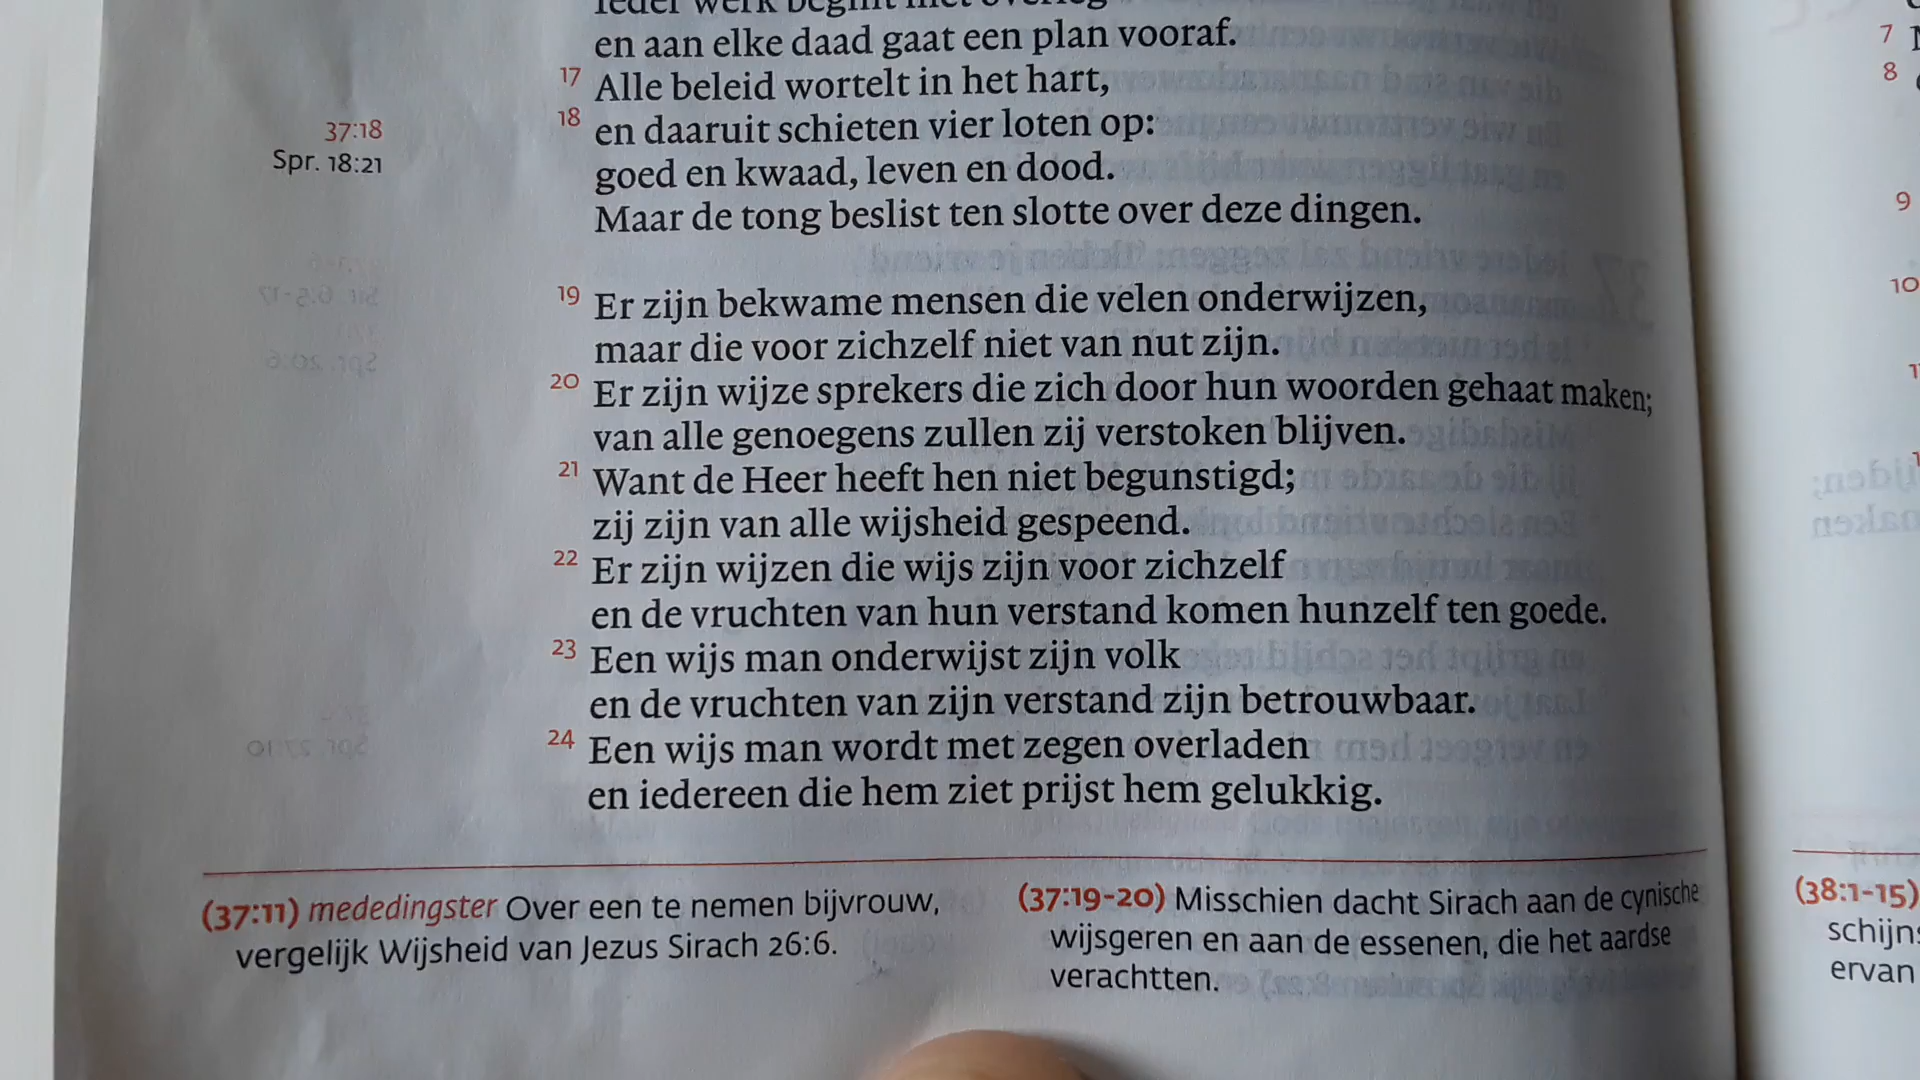 Ieder werk begint met overleg
en aan elke daad gaat een plan vooraf.
17 Alle beleid wortelt in het hart,
37:18
Spr. 18:21
18 en daaruit schieten vier loten op:
goed en kwaad, leven en dood.
Maar de tong beslist ten slotte over deze dingen.
19 Er zijn bekwame mensen die velen onderwijzen,
maar die voor zichzelf niet van nut zijn.
20 Er zijn wijze sprekers die zich door hun woorden gehaat maken;
van alle genoegens zullen zij verstoken blijven.
21 Want de Heer heeft hen niet begunstigd;
zij zijn van alle wijsheid gespeend.
22 Er zijn wijzen die wijs zijn voor zichzelf
en de vruchten van hun verstand komen hunzelf ten goede.
23 Een wijs man onderwijst zijn volk
en de vruchten van zijn verstand zijn betrouwbaar.
24 Een wijs man wordt met zegen overladen
en iedereen die hem ziet prijst hem gelukkig.
(37:11) mededingster Over een te nemen bijvrouw,
vergelijk Wijsheid van Jezus Sirach 26:6.
(37:19-20) Misschien dacht Sirach aan de cynische
wijsgeren en aan de essenen, die het aardse
verachtten.
7
8
9
10
(38:1-15)
ervan